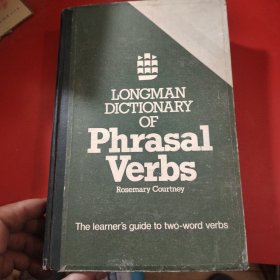 LONGMAN
DICTIONARY
OF
Phrasal
Verbs
Rosemary Courtney
The learner's guide to two-word verbs